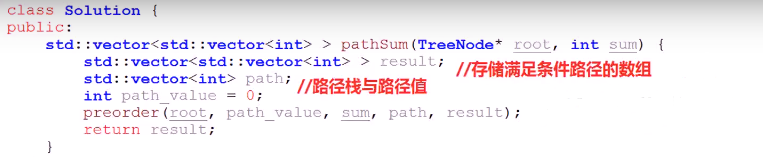 class Solution {
public:
    std::vector<std::vector<int> > pathSum(TreeNode* root, int sum) {
        std::vector<std::vector<int> > result; //存储满足条件路径的数组
        std::vector<int> path; //路径栈与路径值
        int path_value = 0;
        preorder(root, path_value, sum, path, result);
        return result;
    }